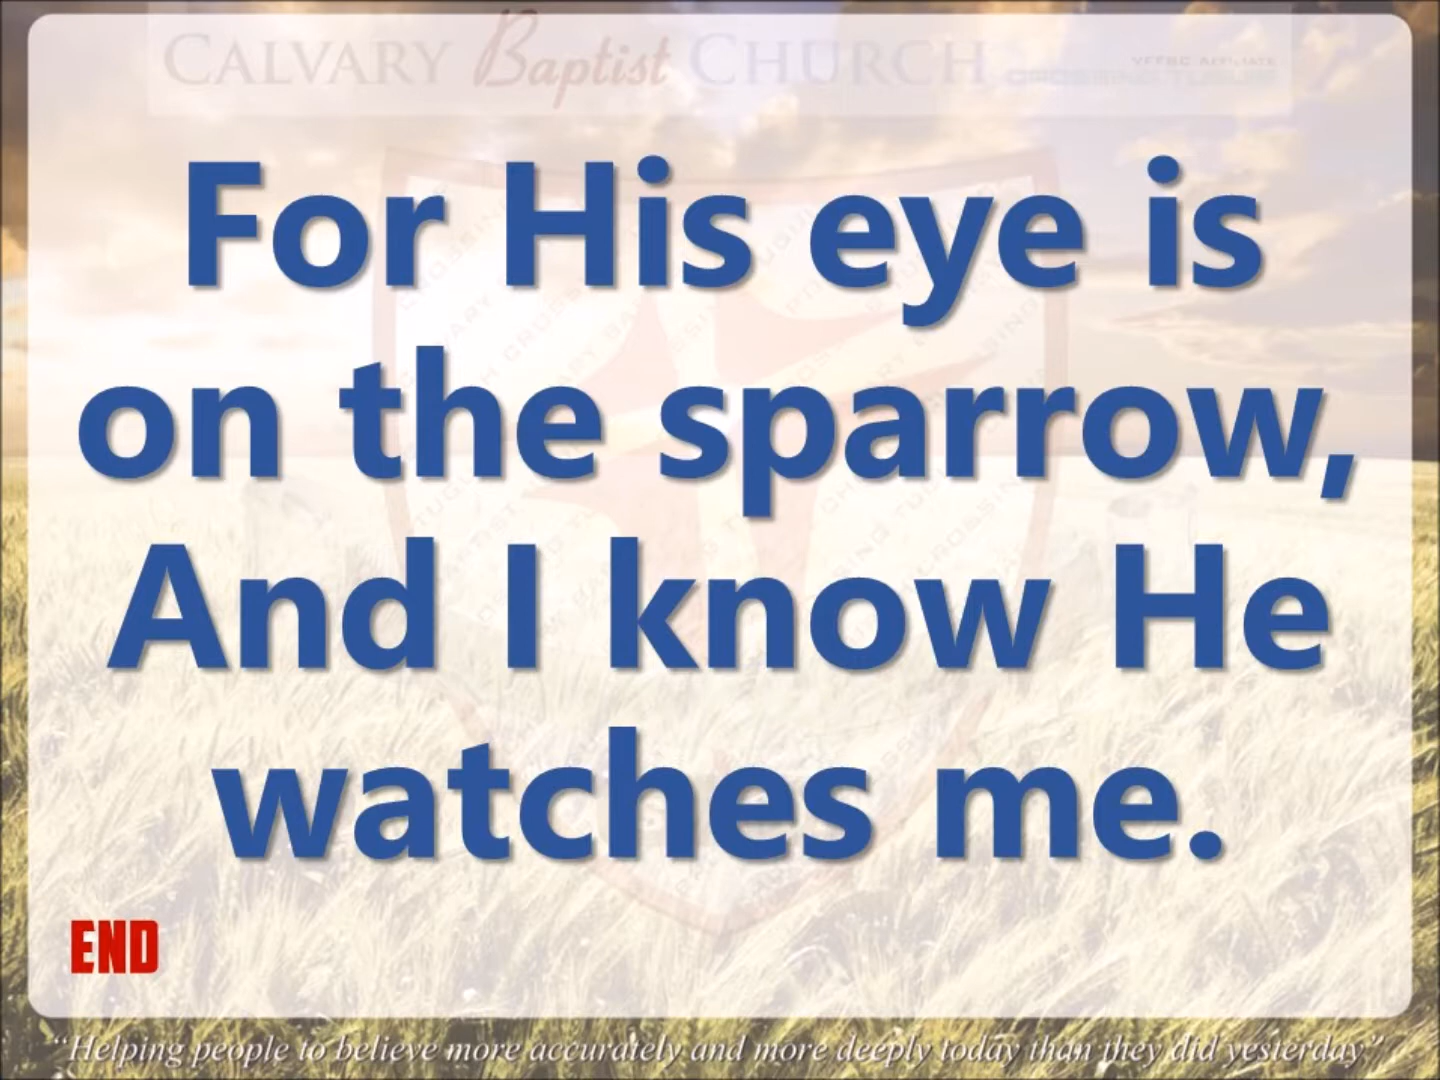 CALVARY Baptist CHURCH
For His eye is
on the sparrow,
And I know He
watches me.
END
“Helping people to believe more accurately and more deeply today than they did yesterday”